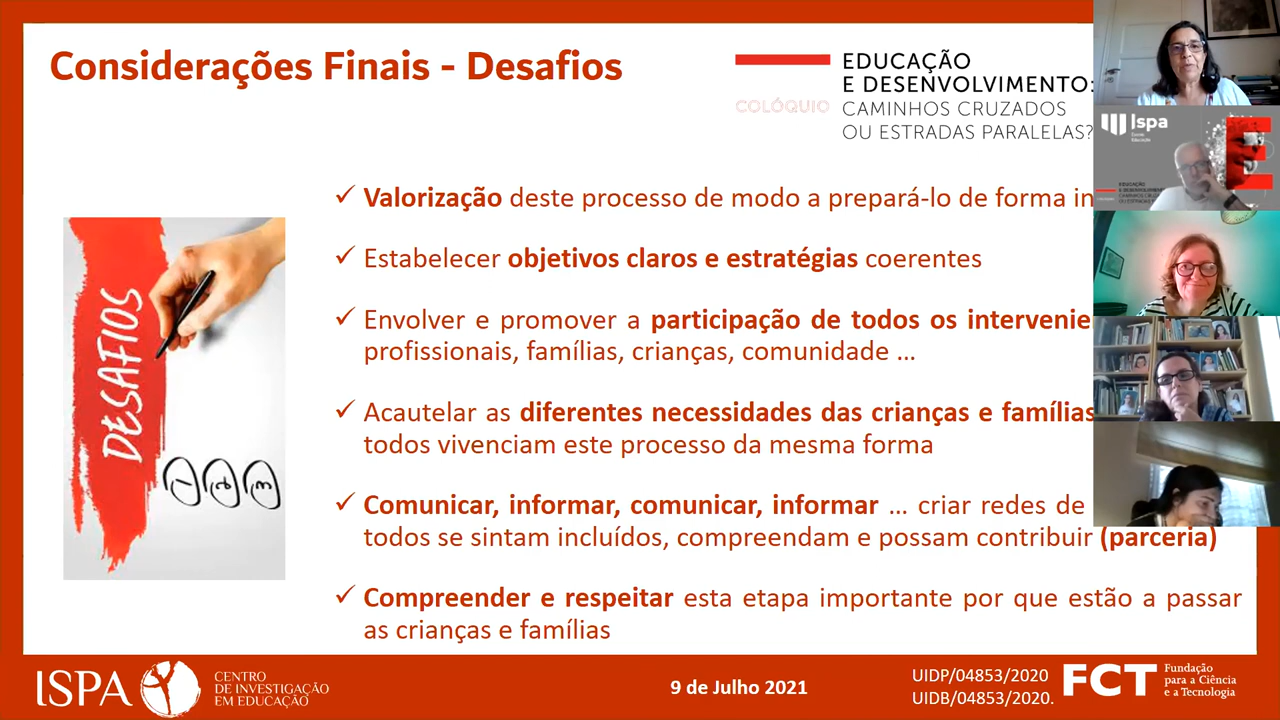 Considerações Finais - Desafios
COLÓQUIO
EDUCAÇÃO
E DESENVOLVIMENTO:
CAMINHOS CRUZADOS
OU ESTRADAS PARALELAS?
Ispa
DESAFIOS
✓ Valorização deste processo de modo a prepará-lo de forma in
✓ Estabelecer objetivos claros e estratégias coerentes
✓ Envolver e promover a participação de todos os intervenie
profissionais, famílias, crianças, comunidade ...
✓ Acautelar as diferentes necessidades das crianças e famílias
todos vivenciam este processo da mesma forma
✓ Comunicar, informar, comunicar, informar ... criar redes de
todos se sintam incluídos, compreendam e possam contribuir (parceria)
✓ Compreender e respeitar esta etapa importante por que estão a passar
as crianças e famílias
ISPA
CENTRO
DE INVESTIGAÇÃO
EM EDUCAÇÃO
9 de Julho 2021
UIDP/04853/2020
UIDB/04853/2020.
FCT
Fundação
para a Ciência
e a Tecnologia